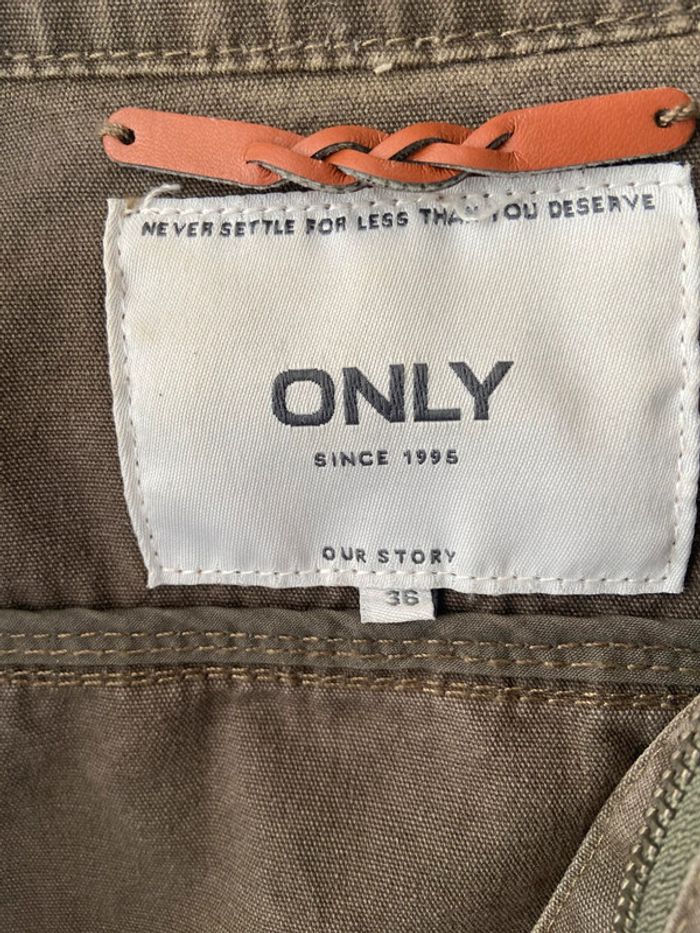 NEVER SETTLE FOR LESS THAN YOU DESERVE
ONLY
SINCE 1995
OUR STORY
36